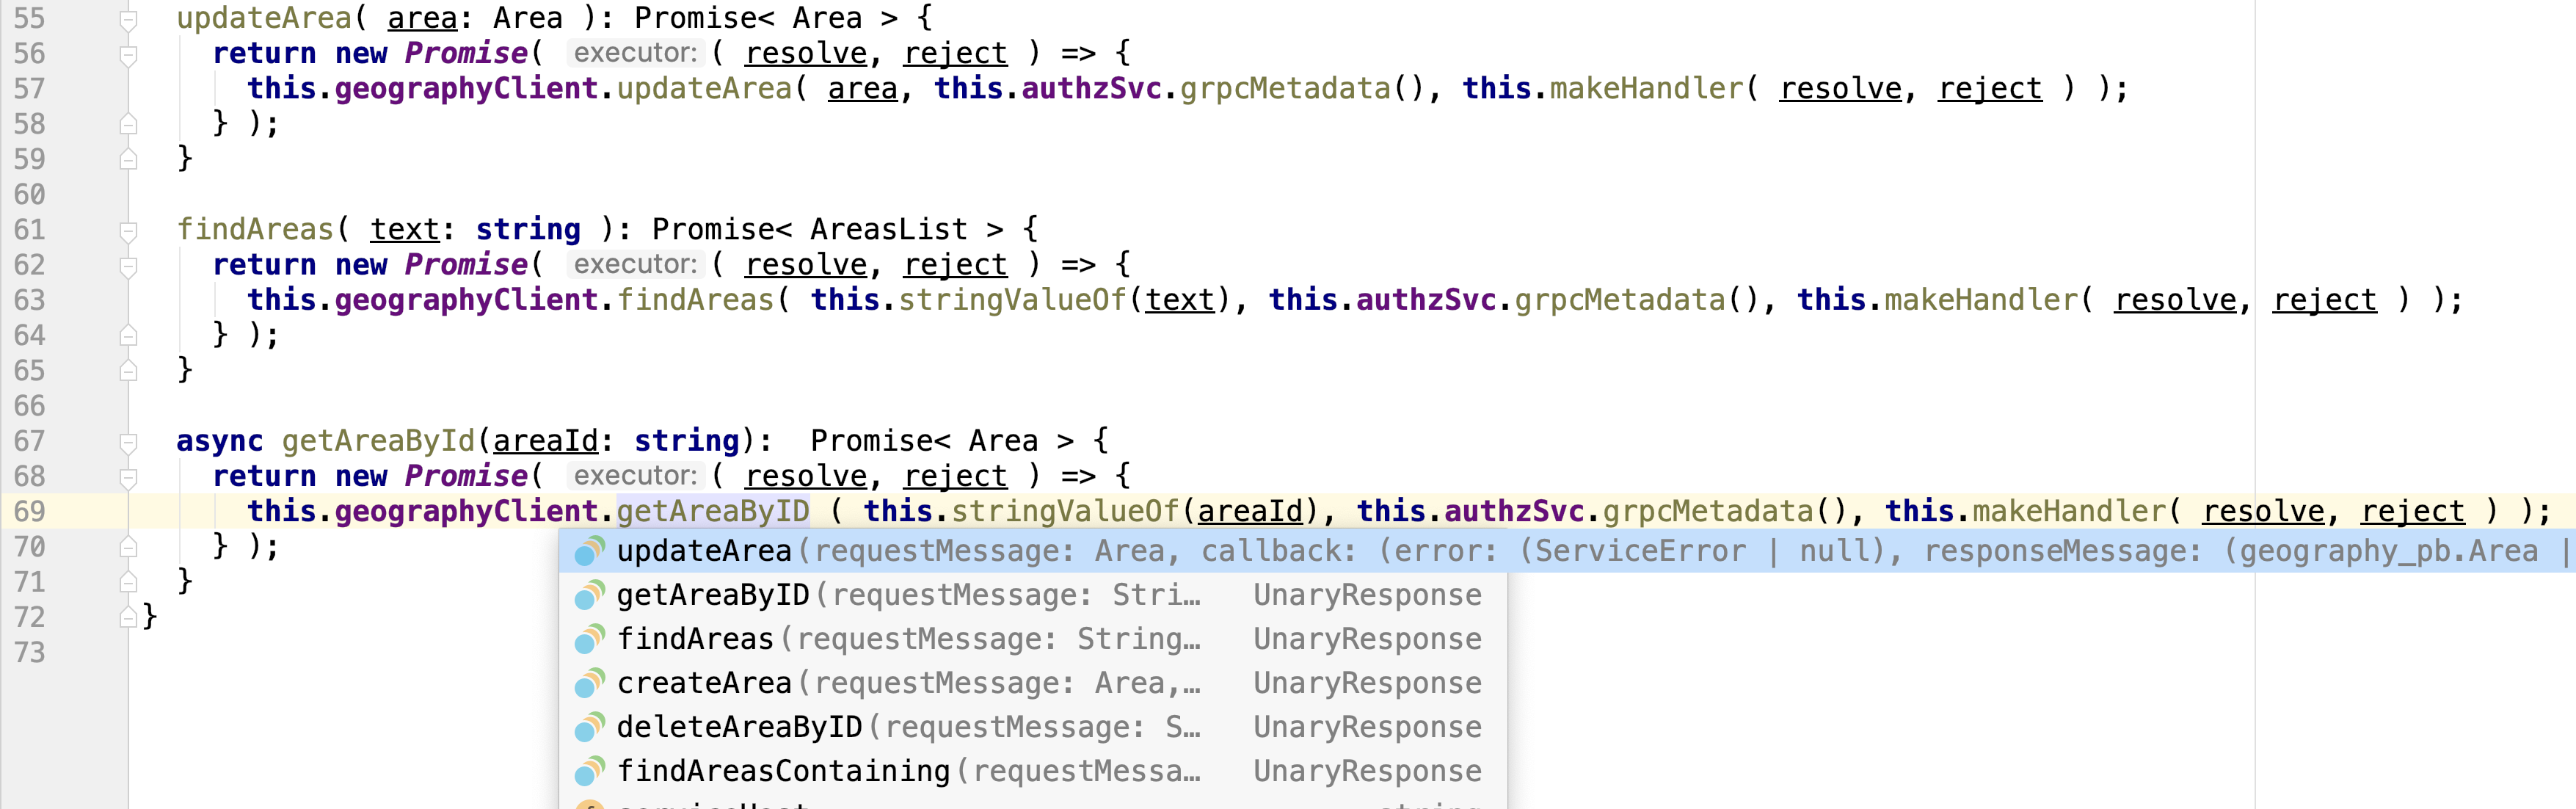 55 updateArea( area: Area ): Promise< Area > {
56 return new Promise( executor: ( resolve, reject ) => {
57 this.geographyClient.updateArea( area, this.authzSvc.grpcMetadata(), this.makeHandler( resolve, reject ) );
58 } );
59 }
60
61 findAreas( text: string ): Promise< AreasList > {
62 return new Promise( executor: ( resolve, reject ) => {
63 this.geographyClient.findAreas( this.stringValueOf(text), this.authzSvc.grpcMetadata(), this.makeHandler( resolve, reject ) );
64 } );
65 }
66
67 async getAreaById(areaId: string):  Promise< Area > {
68 return new Promise( executor: ( resolve, reject ) => {
69 this.geographyClient.getAreaByID ( this.stringValueOf(areaId), this.authzSvc.grpcMetadata(), this.makeHandler( resolve, reject ) );
70 } );
71 }
72 }
73
updateArea(requestMessage: Area, callback: (error: (ServiceError | null), responseMessage: (geography_pb.Area |
getAreaByID(requestMessage: Stri… UnaryResponse
findAreas(requestMessage: String… UnaryResponse
createArea(requestMessage: Area,… UnaryResponse
deleteAreaByID(requestMessage: S… UnaryResponse
findAreasContaining(requestMessa… UnaryResponse